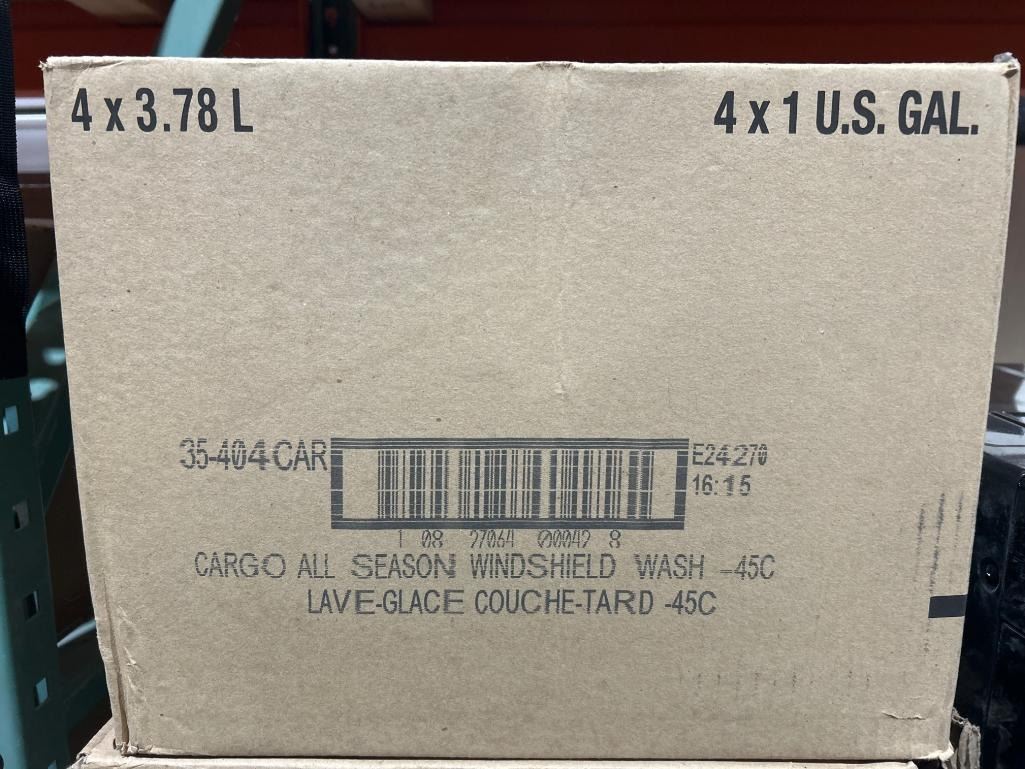 4 x 3.78 L
4 x 1 U.S. GAL.
35-404 CAR
E24270
16:15
1 08 27064 00042 8
CARGO ALL SEASON WINDSHIELD WASH -45C
LAVE-GLACE COUCHE-TARD -45C